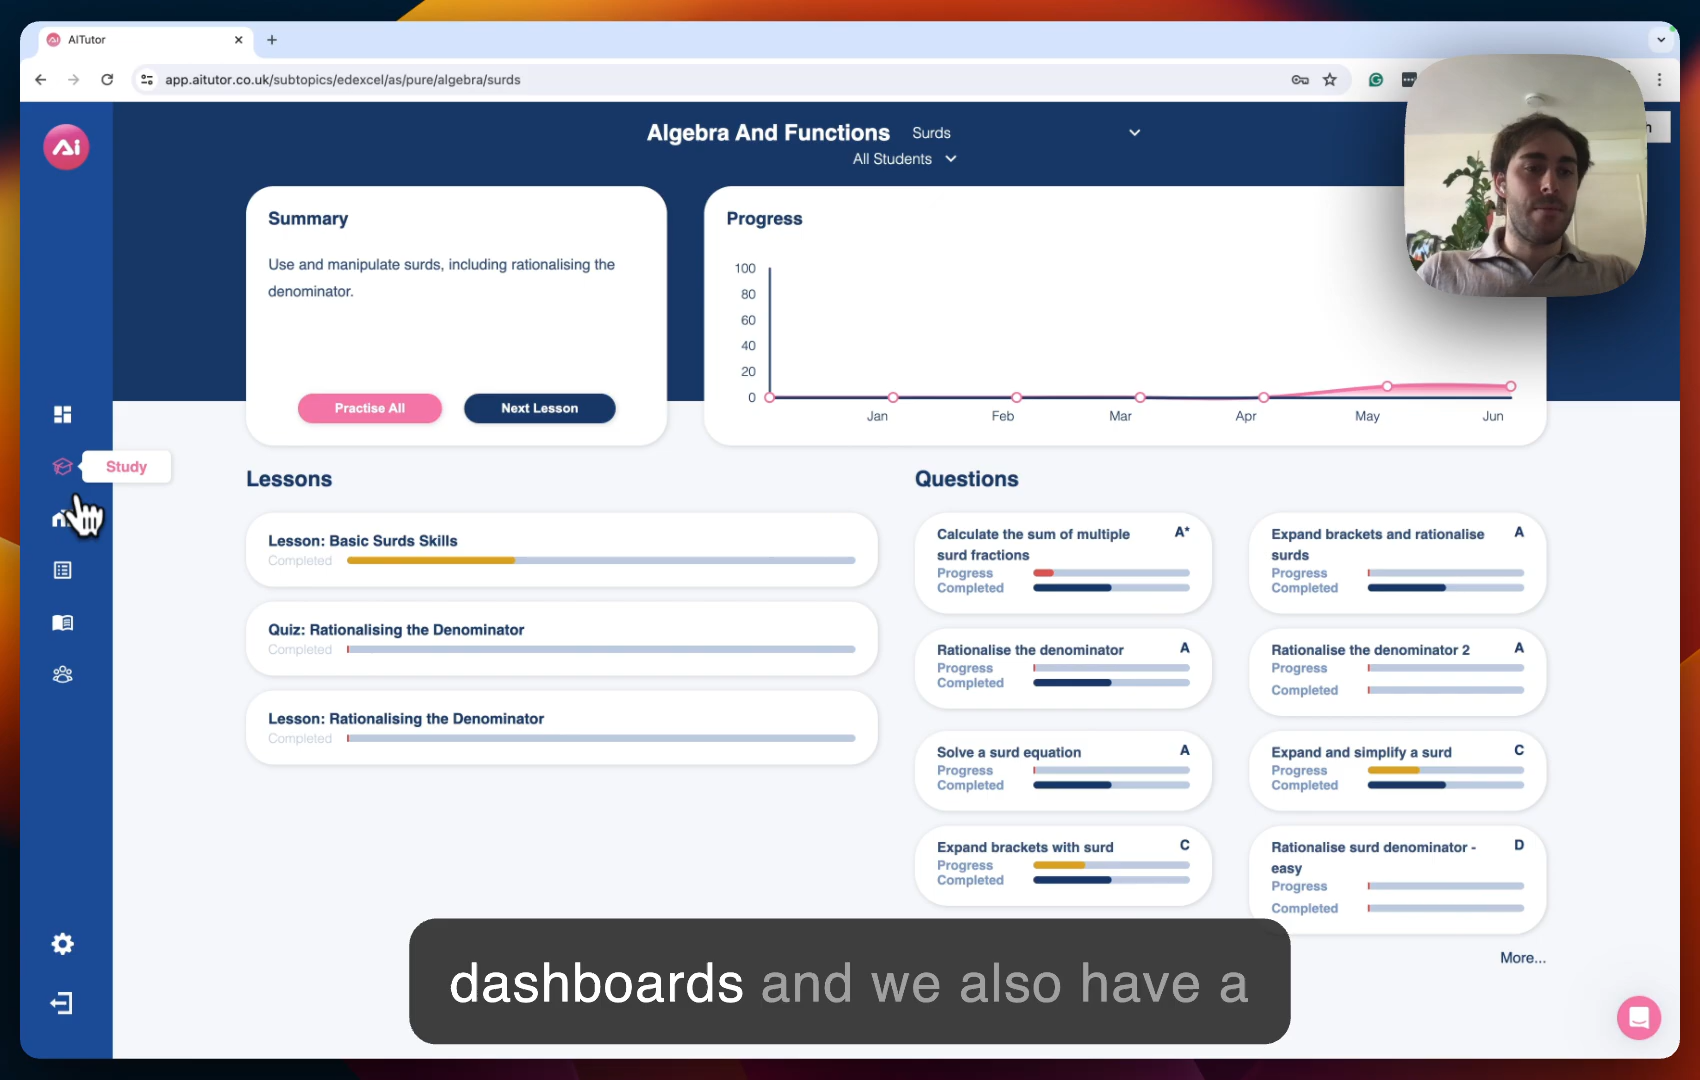 AITutor
app.aitutor.co.uk/subtopics/edexcel/as/pure/algebra/surds
Ai
Algebra And Functions Surds
All Students
Summary
Use and manipulate surds, including rationalising the
denominator.
Practise All
Next Lesson
Progress
100
80
60
40
20
0
Jan Feb Mar Apr May Jun
Study
Lessons
Lesson: Basic Surds Skills
Completed
Quiz: Rationalising the Denominator
Completed
Lesson: Rationalising the Denominator
Completed
Questions
Calculate the sum of multiple A*
surd fractions
Progress
Completed
Expand brackets and rationalise A
surds
Progress
Completed
Rationalise the denominator A
Progress
Completed
Rationalise the denominator 2 A
Progress
Completed
Solve a surd equation A
Progress
Completed
Expand and simplify a surd C
Progress
Completed
Expand brackets with surd C
Progress
Completed
Rationalise surd denominator - D
easy
Progress
Completed
More...
dashboards and we also have a